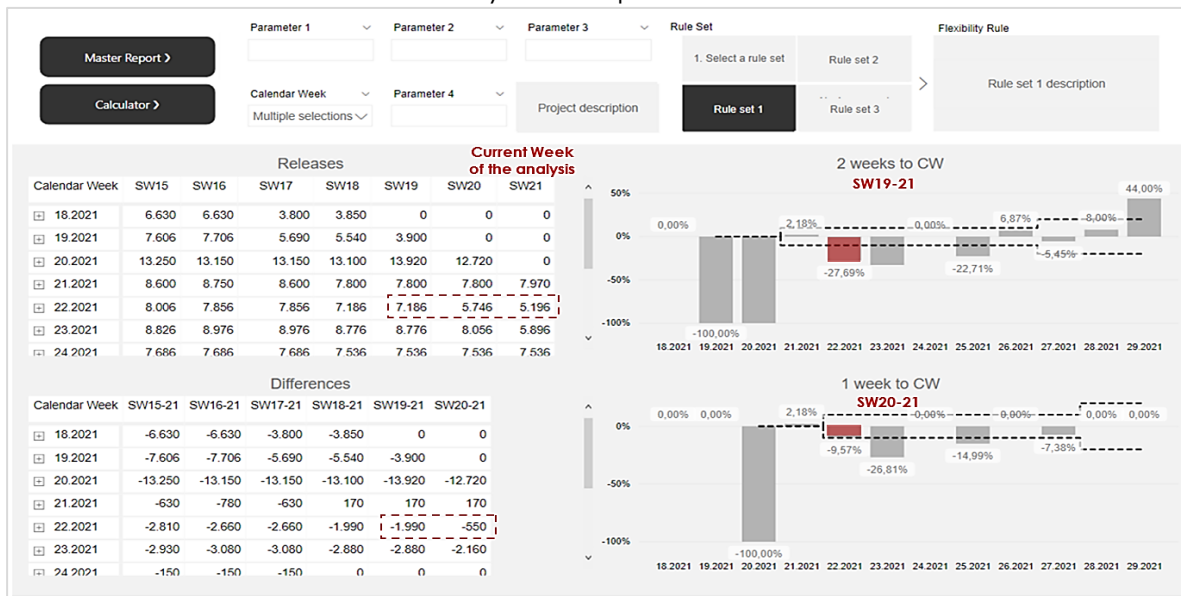 Parameter 1 Parameter 2 Parameter 3 Rule Set Flexibility Rule
Master Report ❯
1. Select a rule set Rule set 2
Rule set 1 description
Calendar Week Parameter 4
Calculator ❯
Multiple selections
Project description
Rule set 1 Rule set 3
Releases
Current Week
of the analysis
Calendar Week SW15 SW16 SW17 SW18 SW19 SW20 SW21
18.2021 6.630 6.630 3.800 3.850 0 0 0
19.2021 7.606 7.706 5.690 5.540 3.900 0 0
20.2021 13.250 13.150 13.150 13.100 13.920 12.720 0
21.2021 8.600 8.750 8.600 7.800 7.800 7.800 7.970
22.2021 8.006 7.856 7.856 7.186 7.186 5.746 5.196
23.2021 8.826 8.976 8.976 8.776 8.776 8.056 5.896
24.2021 7.686 7.686 7.686 7.536 7.536 7.536 7.536
2 weeks to CW
SW19-21
44,00%
50%
0,00% 2,18% 0,00% 6,87% 8,00%
0%
-5,45%
-27,69% -22,71%
-50%
-100%
-100,00%
18.2021 19.2021 20.2021 21.2021 22.2021 23.2021 24.2021 25.2021 26.2021 27.2021 28.2021 29.2021
Differences
Calendar Week SW15-21 SW16-21 SW17-21 SW18-21 SW19-21 SW20-21
18.2021 -6.630 -6.630 -3.800 -3.850 0 0
19.2021 -7.606 -7.706 -5.690 -5.540 -3.900 0
20.2021 -13.250 -13.150 -13.150 -13.100 -13.920 -12.720
21.2021 -630 -780 -630 170 170 170
22.2021 -2.810 -2.660 -2.660 -1.990 -1.990 -550
23.2021 -2.930 -3.080 -3.080 -2.880 -2.880 -2.160
24.2021 -150 -150 -150 0 0 0
1 week to CW
SW20-21
0,00% 0,00% 2,18% 0,00% 0,00% 0,00% 0,00%
0%
-9,57% -14,99% -7,38%
-26,81%
-50%
-100%
-100,00%
18.2021 19.2021 20.2021 21.2021 22.2021 23.2021 24.2021 25.2021 26.2021 27.2021 28.2021 29.2021